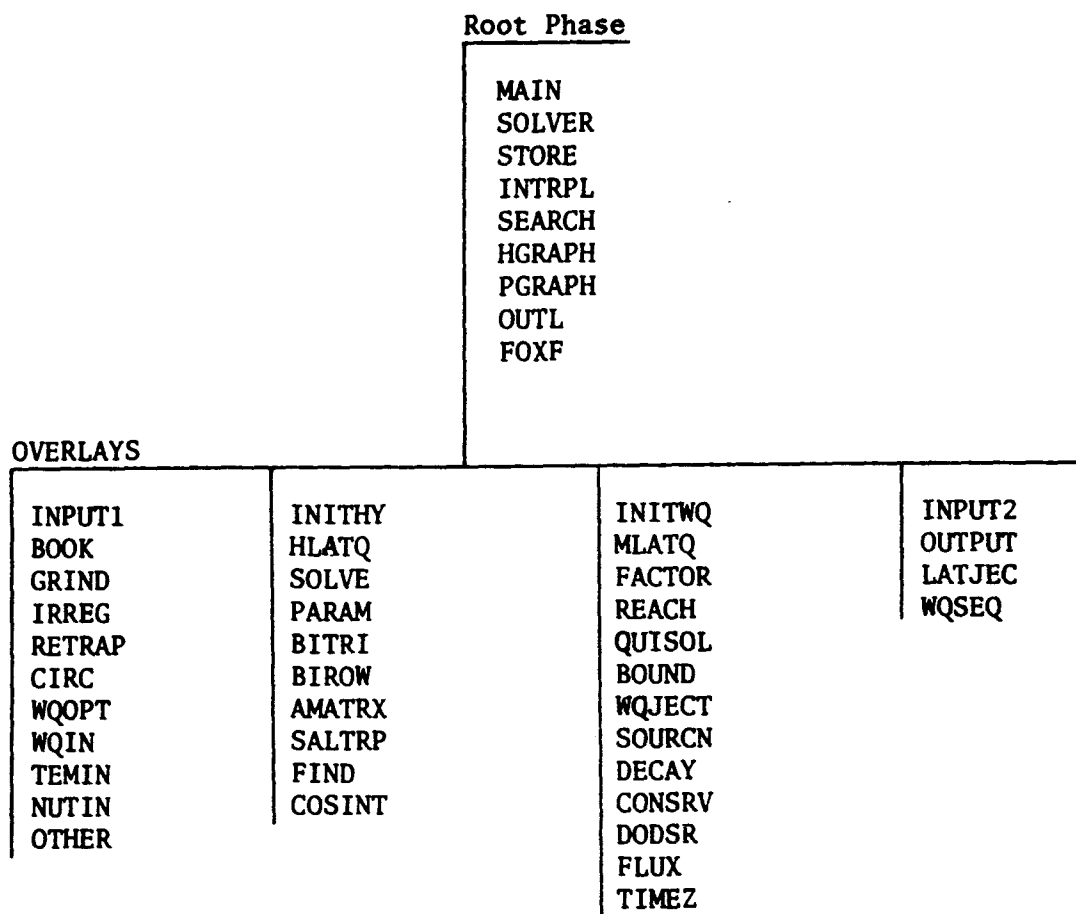 Root Phase
MAIN
SOLVER
STORE
INTRPL
SEARCH
HGRAPH
PGRAPH
OUTL
FOXF
OVERLAYS
INPUT1
BOOK
GRIND
IRREG
RETRAP
CIRC
WQOPT
WQIN
TEMIN
NUTIN
OTHER
INITHY
HLATQ
SOLVE
PARAM
BITRI
BIROW
AMATRX
SALTRP
FIND
COSINT
INITWQ
MLATQ
FACTOR
REACH
QUISOL
BOUND
WQJECT
SOURCN
DECAY
CONSRV
DODSR
FLUX
TIMEZ
INPUT2
OUTPUT
LATJEC
WQSEQ